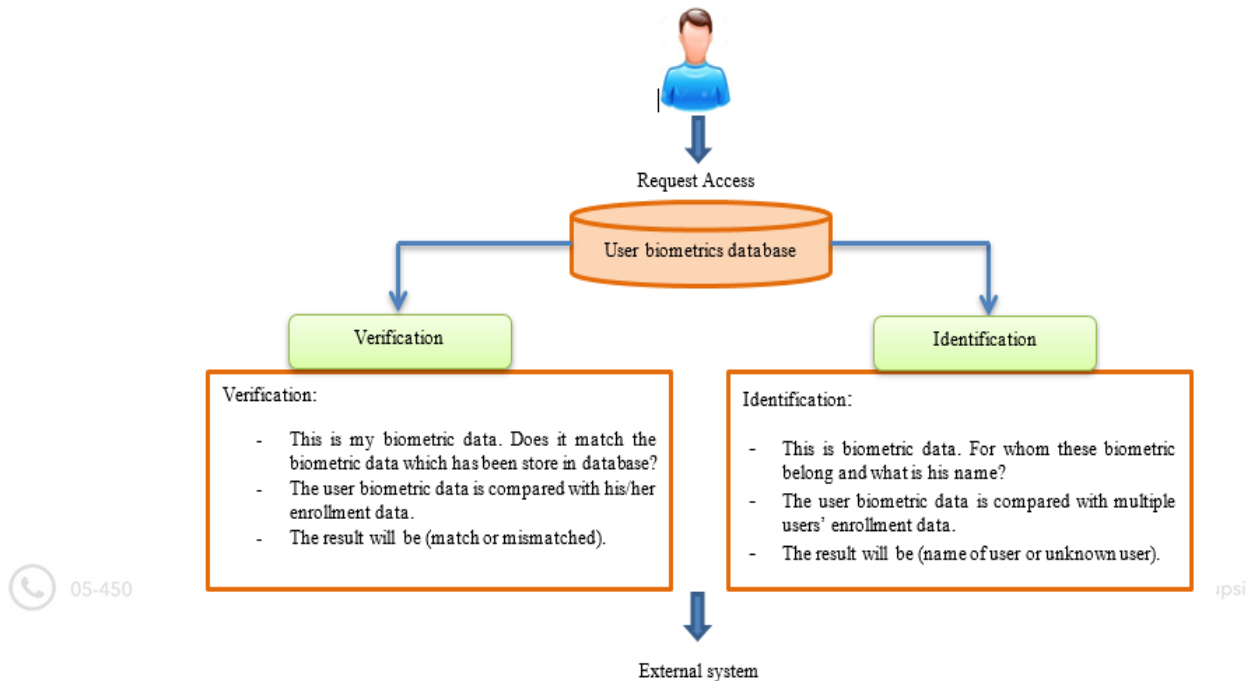 Request Access
User biometrics database
Verification
Verification:
- This is my biometric data. Does it match the
biometric data which has been store in database?
- The user biometric data is compared with his/her
enrollment data.
- The result will be (match or mismatched).
Identification
Identification:
- This is biometric data. For whom these biometric
belong and what is his name?
- The user biometric data is compared with multiple
users’ enrollment data.
- The result will be (name of user or unknown user).
05-450
External system